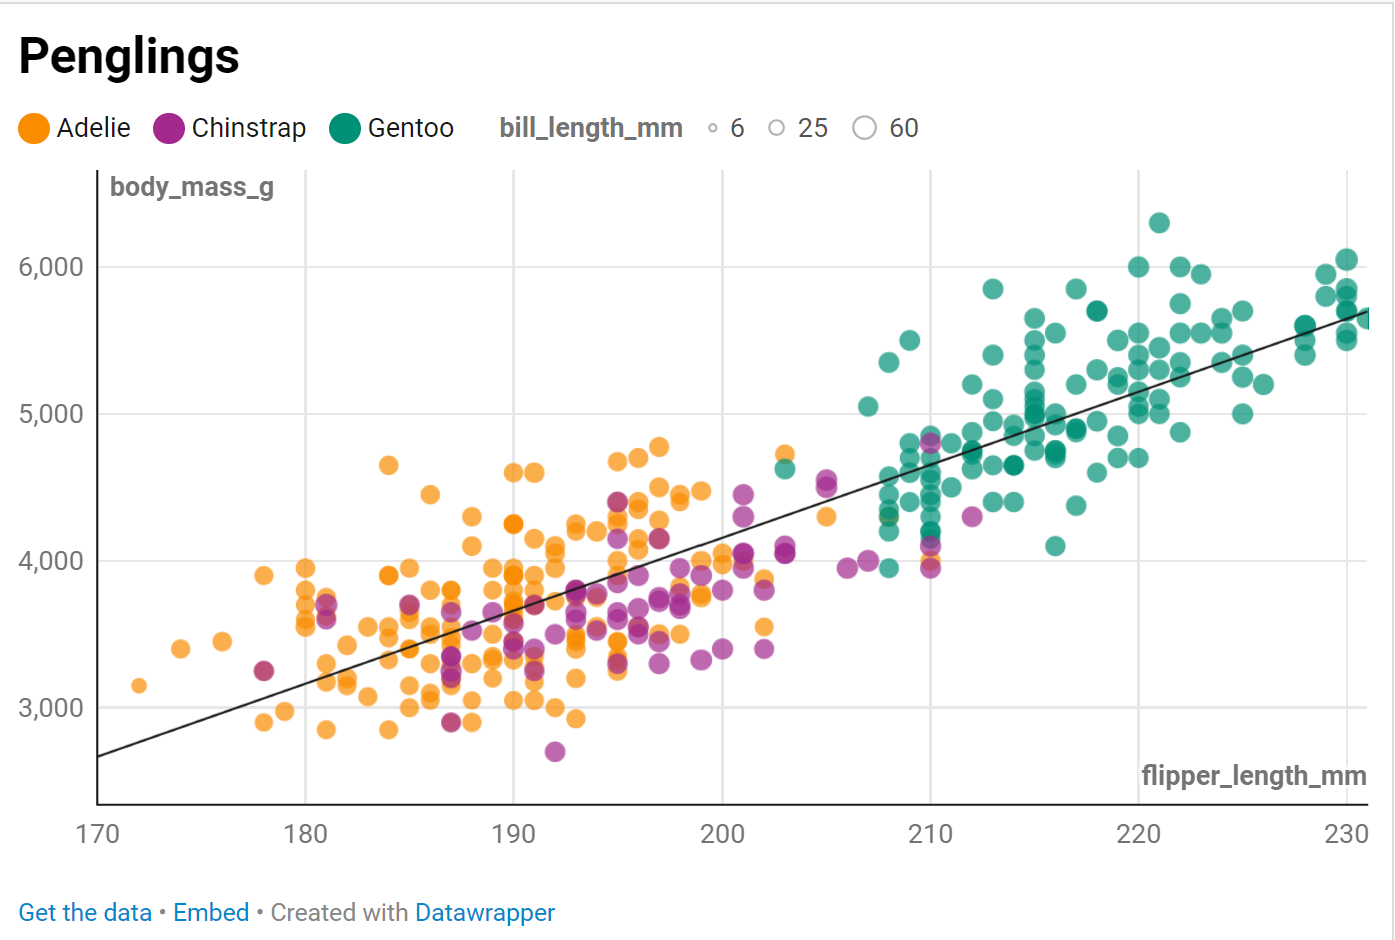 Penglings
Adelie Chinstrap Gentoo bill_length_mm 6 25 60
body_mass_g
6,000
5,000
4,000
3,000
flipper_length_mm
170 180 190 200 210 220 230
Get the data • Embed • Created with Datawrapper